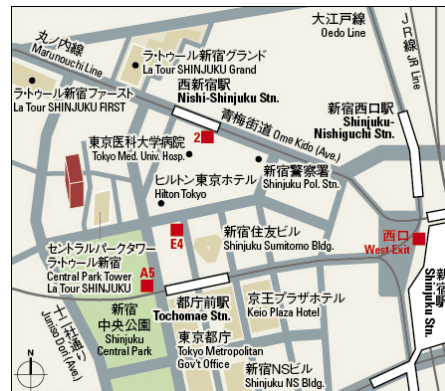 大江戸線
Oedo Line
JR線 JR Line
丸ノ内線
Marunouchi Line
ラ・トゥール新宿グランド
La Tour SHINJUKU Grand
西新宿駅
Nishi-Shinjuku Stn.
ラ・トゥール新宿ファースト
La Tour SHINJUKU FIRST
青梅街道 Ome Kido (Ave.)
新宿西口駅
Shinjuku-
Nishiguchi Stn.
2
東京医科大学病院
Tokyo Med. Univ. Hosp.
新宿警察署
Shinjuku Pol. Stn.
ヒルトン東京ホテル
Hilton Tokyo
E4
新宿住友ビル
Shinjuku Sumitomo Bldg.
西口
West Exit
新宿駅
Shinjuku Stn.
セントラルパークタワー
ラ・トゥール新宿
Central Park Tower
La Tour SHINJUKU
A5
都庁前駅
Tochomae Stn.
京王プラザホテル
Keio Plaza Hotel
新宿
中央公園
Shinjuku
Central Park
十二社通り
Juniso Dori (Ave.)
東京都庁
Tokyo Metropolitan
Gov't Office
新宿NSビル
Shinjuku NS Bldg.
N